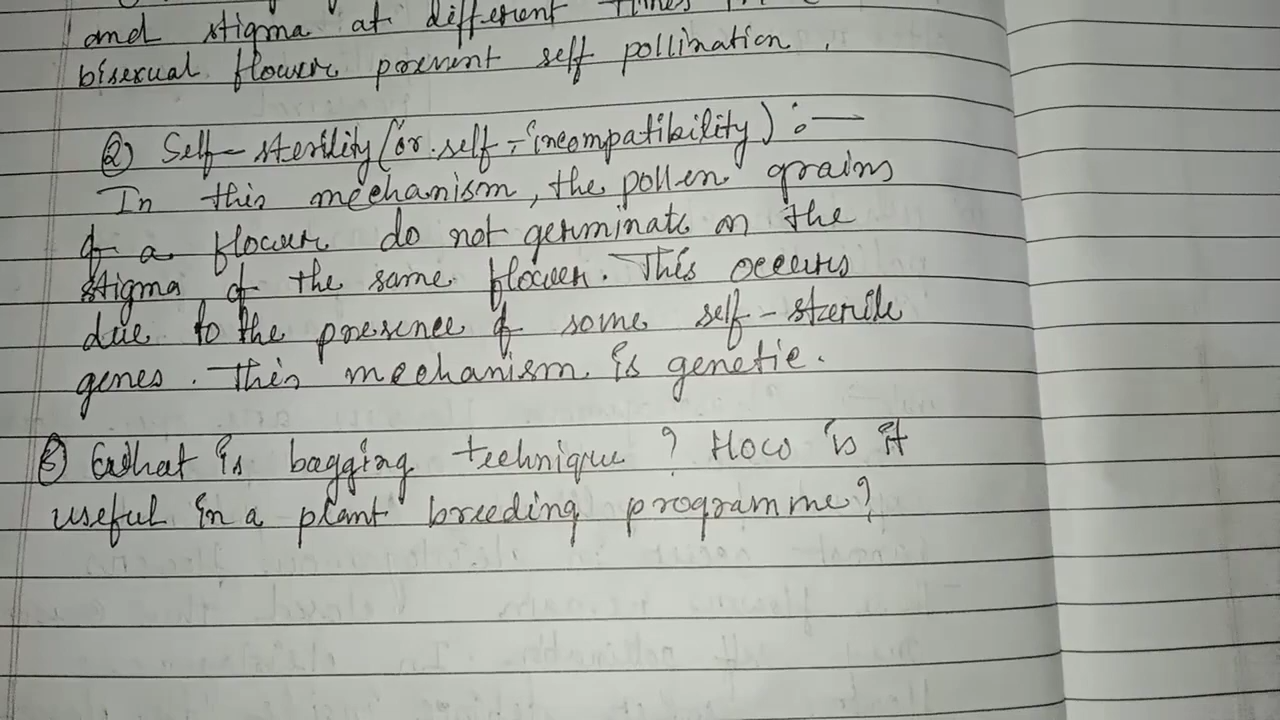 and stigma at different times
bisexual flower prevent self pollination.
② Self-sterility (or self-incompatibility) :—
In this mechanism, the pollen grains
of a flower do not germinate on the
stigma of the same flower. This occurs
due to the presence of some self-sterile
genes. This mechanism is genetic.
What is bagging technique? How is it
useful in a plant breeding programme?